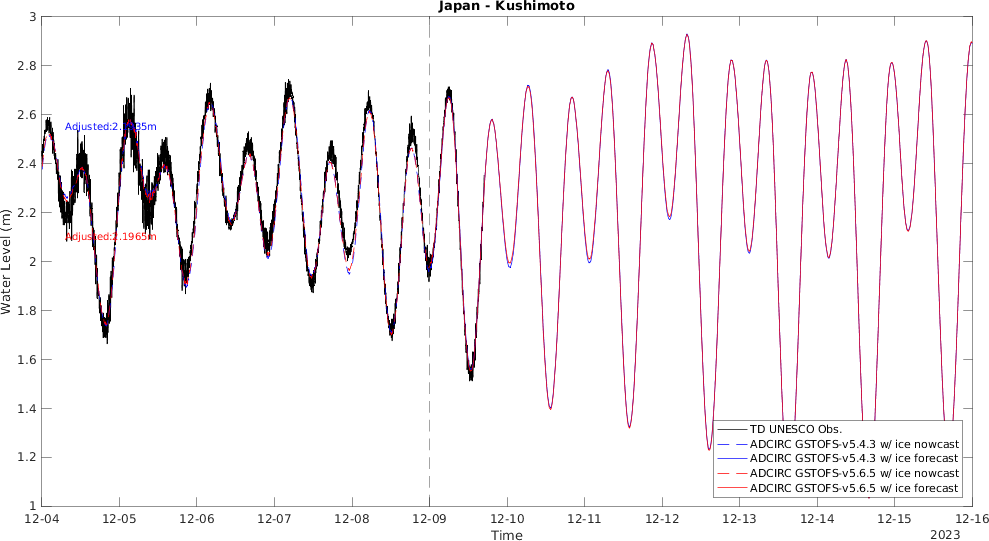 Japan - Kushimoto
3
2.8
2.6
2.4
2.2
2
1.8
1.6
1.4
1.2
1
Water Level (m)
Adjusted:2.1965m
TD UNESCO Obs.
ADCIRC GSTOFS-v5.4.3 w/ ice nowcast
ADCIRC GSTOFS-v5.4.3 w/ ice forecast
ADCIRC GSTOFS-v5.6.5 w/ ice nowcast
ADCIRC GSTOFS-v5.6.5 w/ ice forecast
12-04 12-05 12-06 12-07 12-08 12-09 12-10 12-11 12-12 12-13 12-14 12-15 12-16
Time
2023